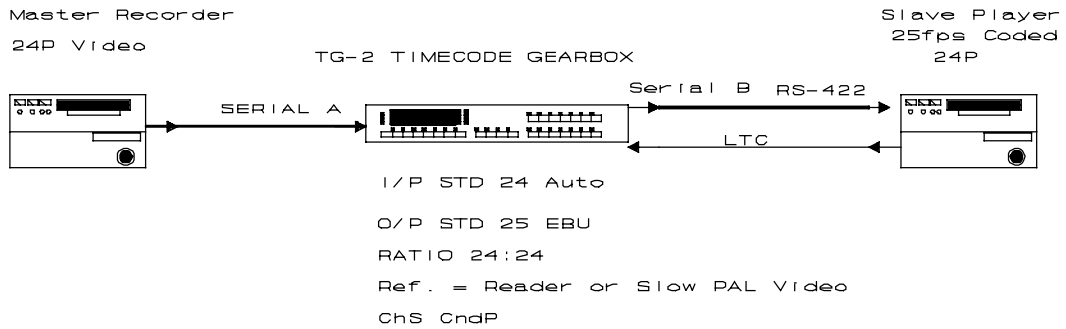 Master Recorder
24P Video
Slave Player
25fps Coded
24P
TG-2 TIMECODE GEARBOX
SERIAL A
Serial B RS-422
LTC
I/P STD 24 Auto
O/P STD 25 EBU
RATIO 24:24
Ref. = Reader or Slow PAL Video
ChS CndP